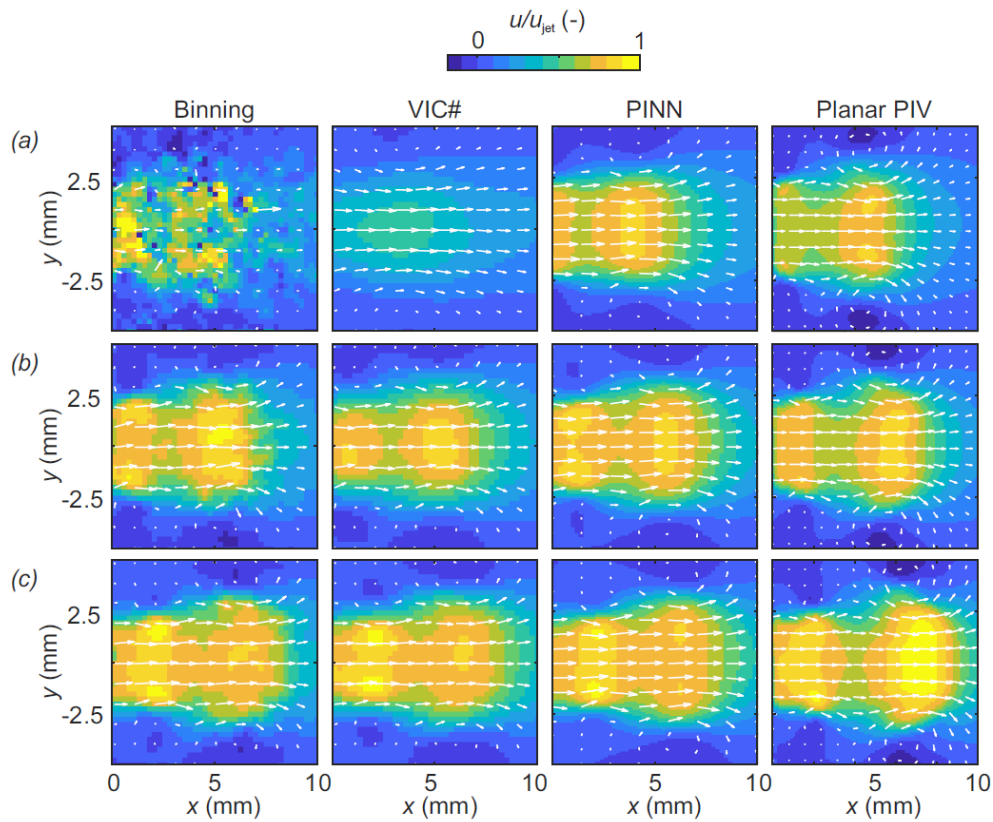 u/u_jet (-)
0 1
Binning VIC# PINN Planar PIV
(a)
2.5
y (mm)
-2.5
(b)
2.5
y (mm)
-2.5
(c)
2.5
y (mm)
-2.5
0 5 10 5 10 5 10 5 10
x (mm) x (mm) x (mm) x (mm)